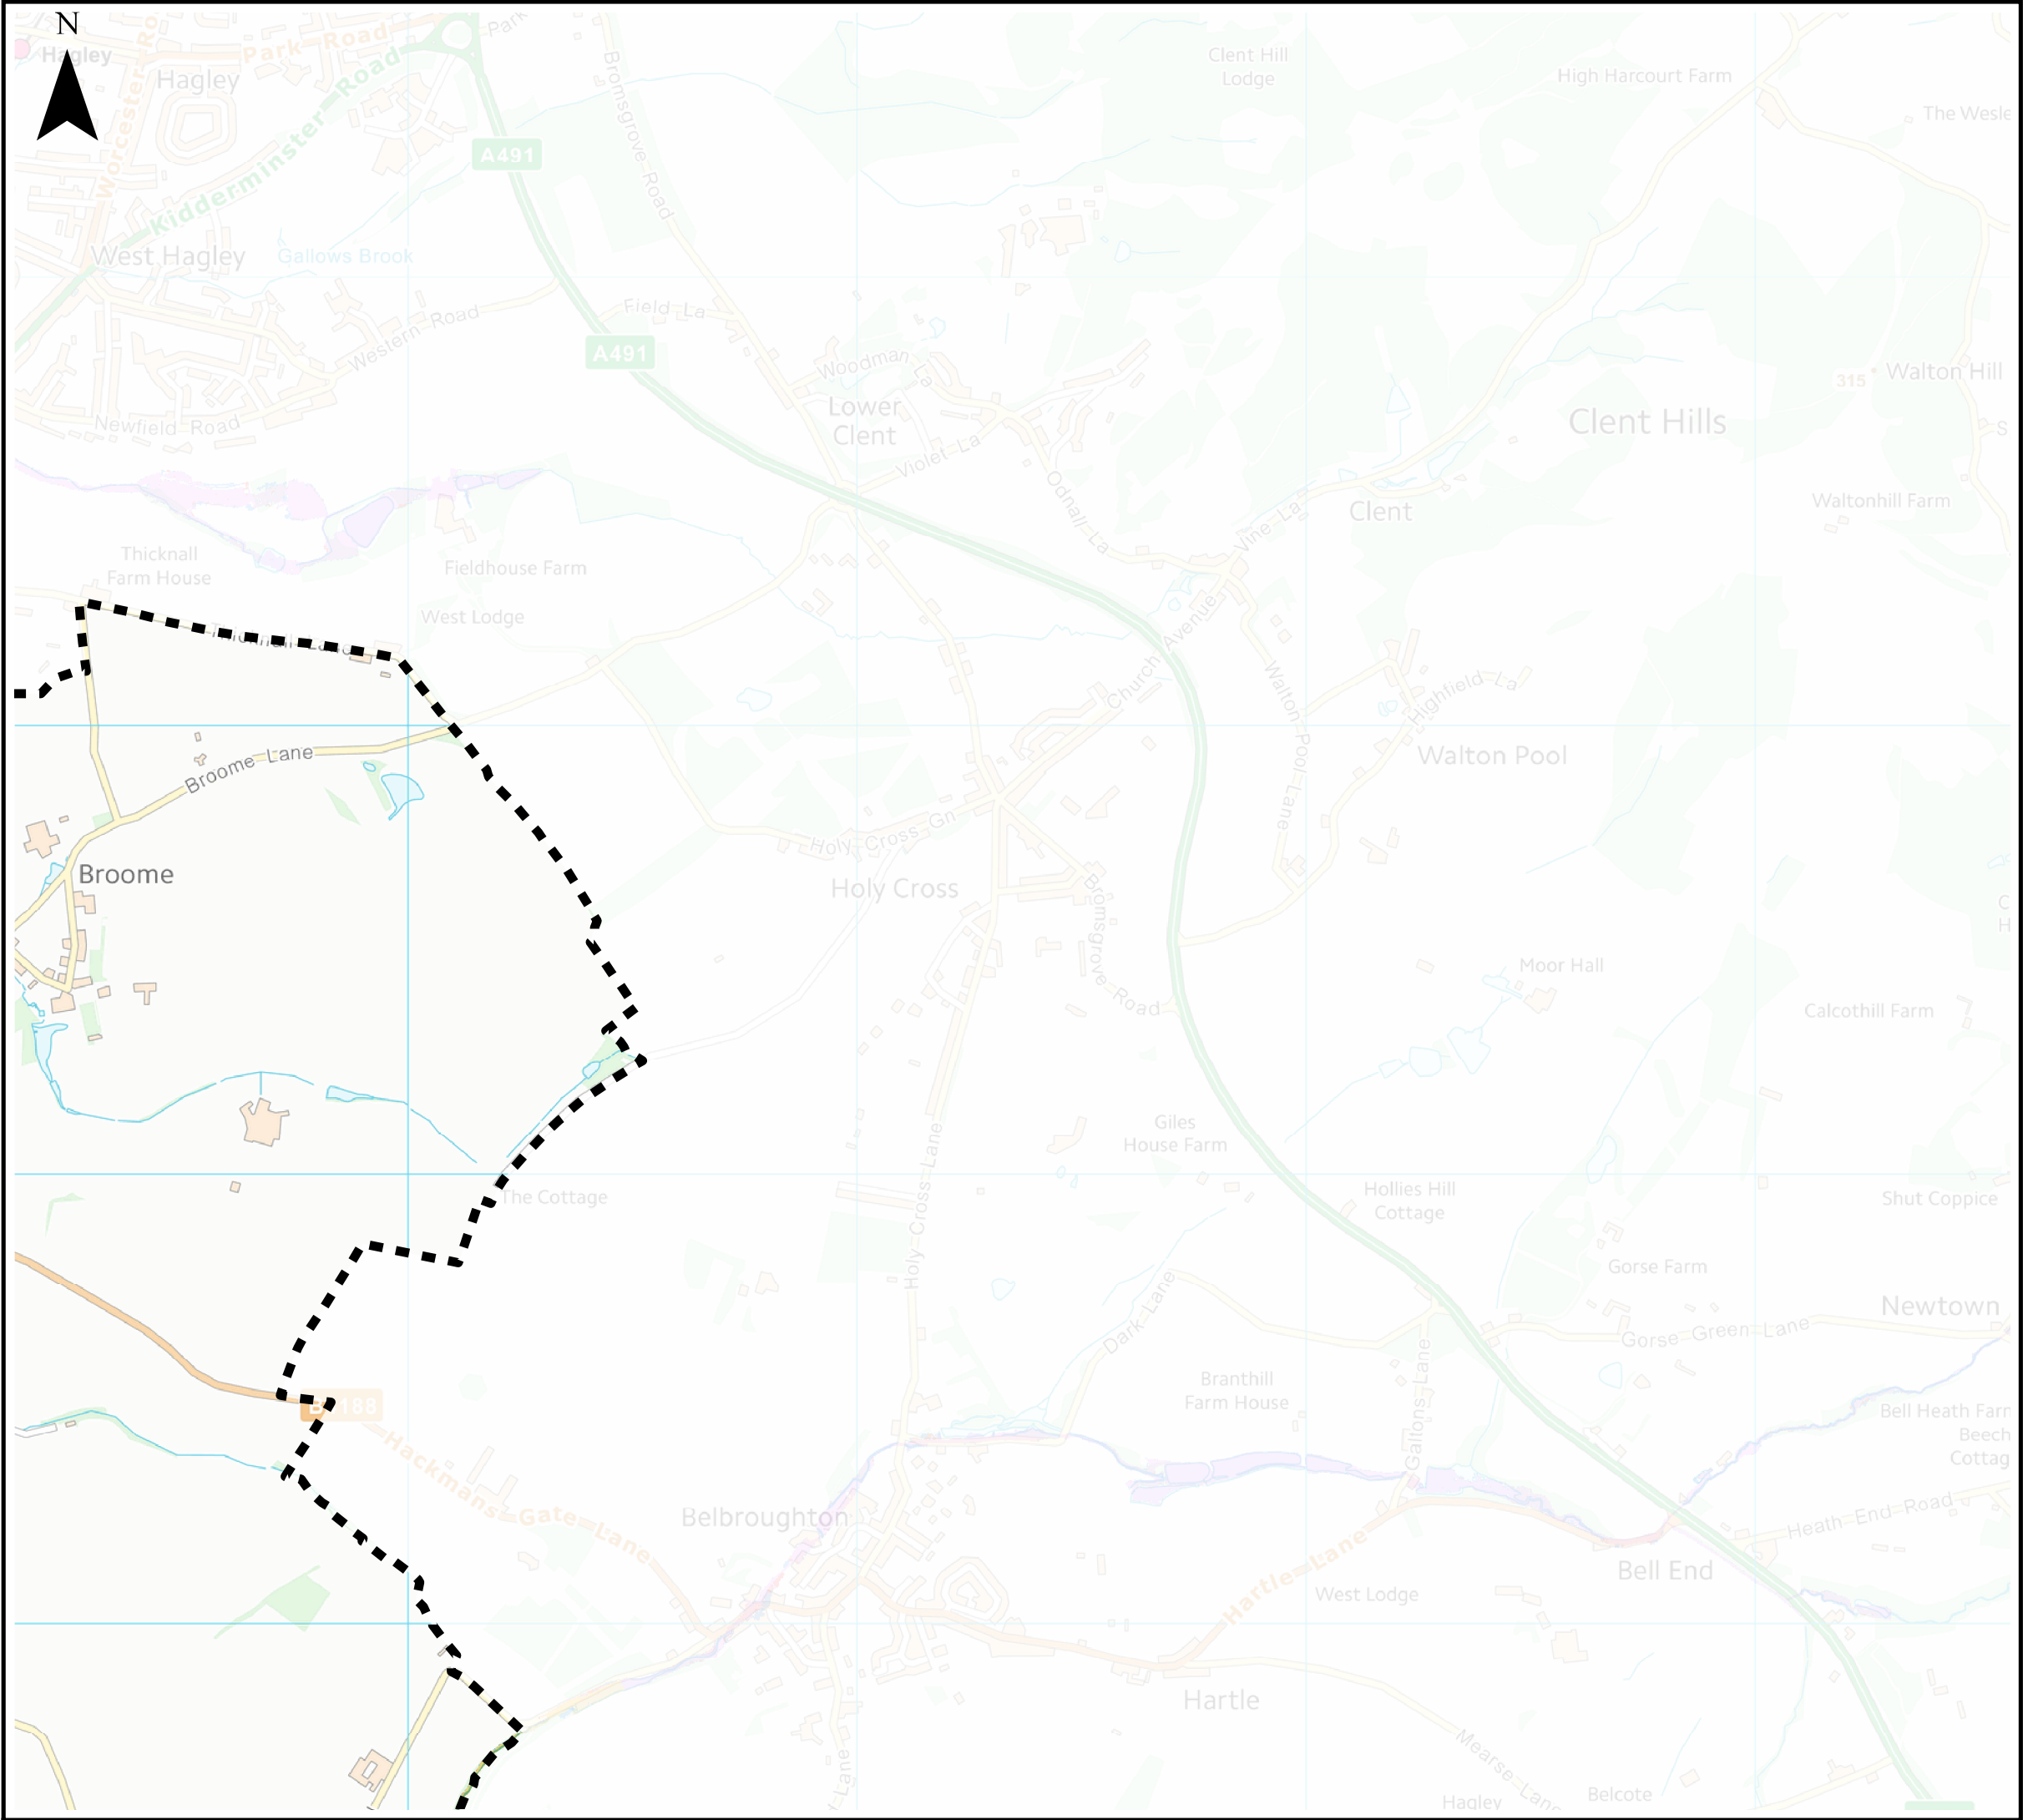 N
Hagley
Park Road
Park
Hagley
Worcester R
Kidderminster Road
Bromsgrove Road
Clent Hill
Lodge
High Harcourt Farm
The Wesle
A491
West Hagley
Gallows Brook
Western Road
Field La
A491
Woodman La
Lower
Clent
Violet La
315
Walton Hill
Clent Hills
Newfield Road
S
Odnall La
Vine La
Clent
Waltonhill Farm
Thicknall
Farm House
Fieldhouse Farm
West Lodge
Thicknall Lane
Church Avenue
Walton Pool Lane
Highfield La
Walton Pool
Broome Lane
Broome
Holy Cross Gn
Holy Cross
Bromsgrove Road
C
H
Moor Hall
Calcothill Farm
Giles
House Farm
The Cottage
Holy Cross Lane
Hollies Hill
Cottage
Shut Coppice
Gorse Farm
Newtown
Gorse Green Lane
Dark Lane
Branthill
Farm House
Gallons Lane
Bell Heath Farm
Beech
Cottag
B 188
Hackmans Gate Lane
Belbroughton
Heath End Road
Bell End
Hartle Lane
West Lodge
Hartle
Mearse Lane
Lane
Hagley
Belcote